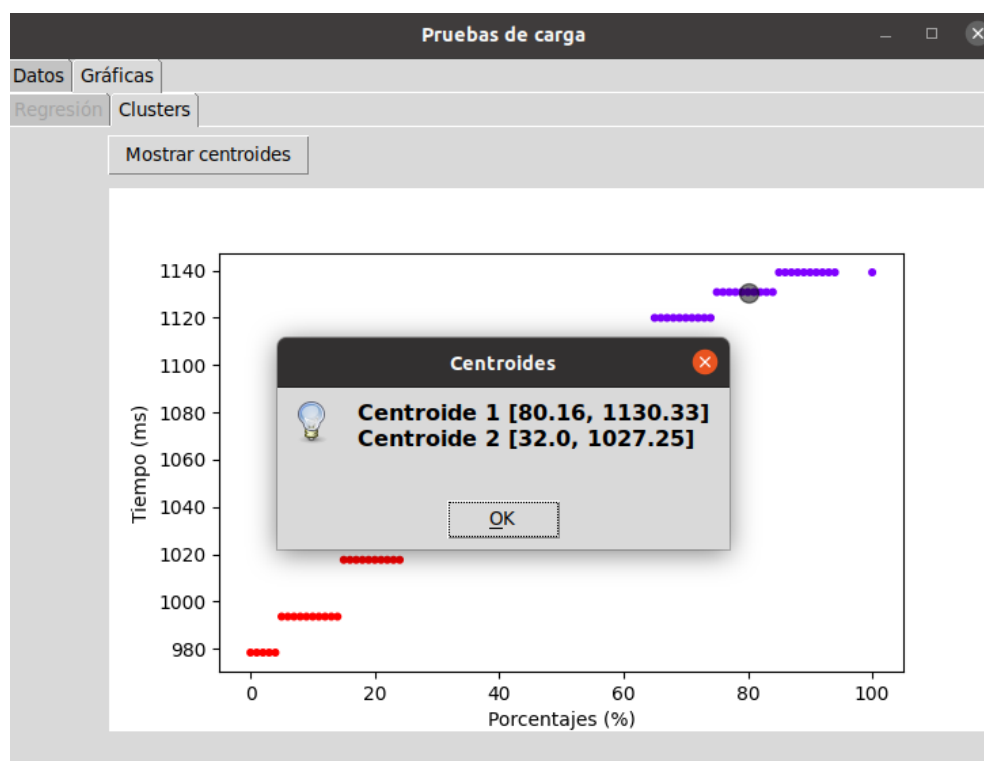 Pruebas de carga
Datos Gráficas
Regresión Clusters
Mostrar centroides
1140
1120
1100
1080
1060
1040
1020
1000
980
Tiempo (ms)
Centroides
Centroide 1 [80.16, 1130.33]
Centroide 2 [32.0, 1027.25]
OK
0 20 40 60 80 100
Porcentajes (%)